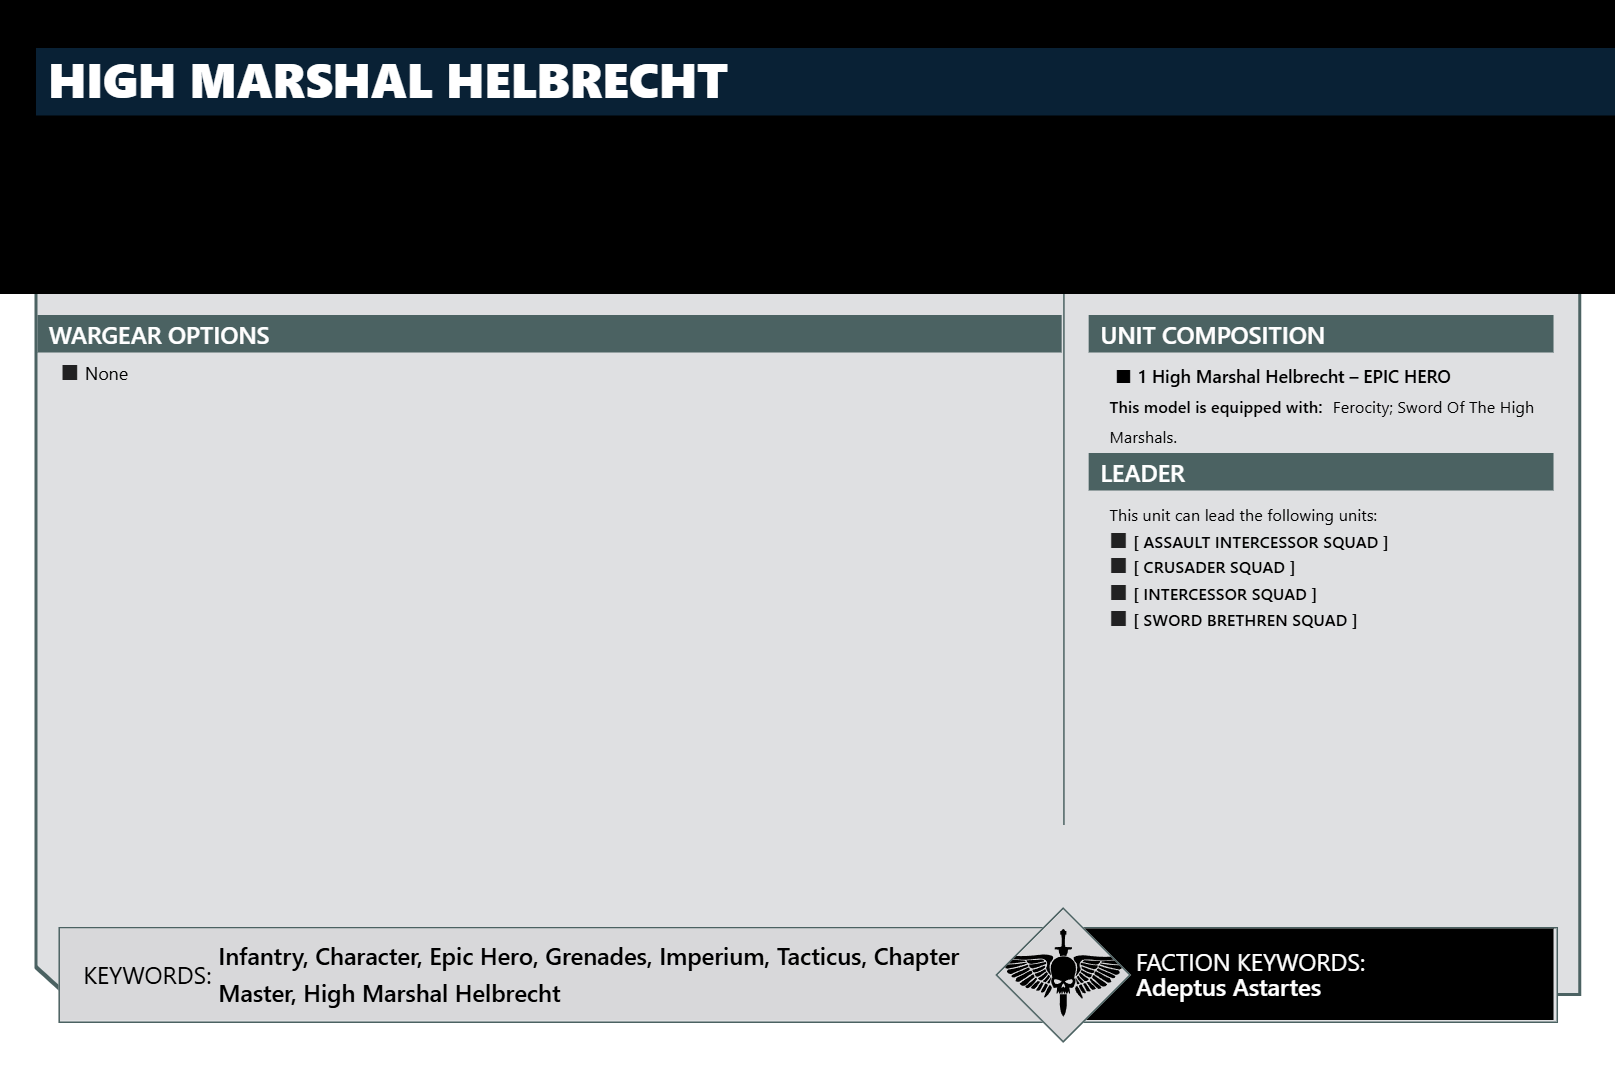 HIGH MARSHAL HELBRECHT
WARGEAR OPTIONS
None
UNIT COMPOSITION
1 High Marshal Helbrecht – EPIC HERO
This model is equipped with: Ferocity; Sword Of The High
Marshals.
LEADER
This unit can lead the following units:
[ ASSAULT INTERCESSOR SQUAD ]
[ CRUSADER SQUAD ]
[ INTERCESSOR SQUAD ]
[ SWORD BRETHREN SQUAD ]
KEYWORDS: Infantry, Character, Epic Hero, Grenades, Imperium, Tacticus, Chapter
Master, High Marshal Helbrecht
FACTION KEYWORDS:
Adeptus Astartes